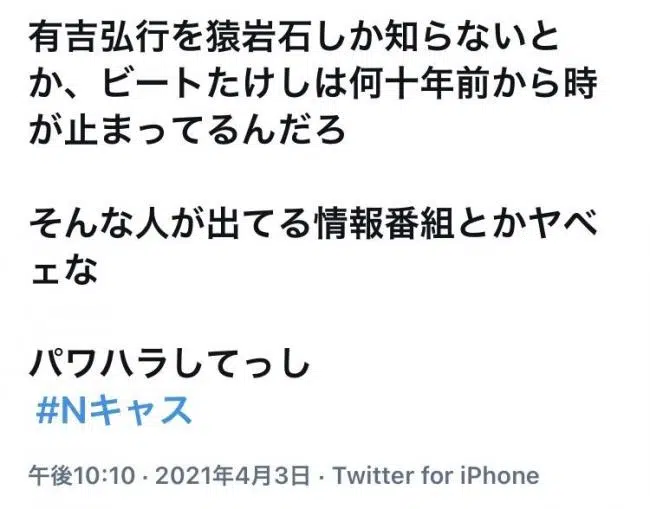 有吉弘行を猿岩石しか知らないと
か、ビートたけしは何十年前から時
が止まってるんだろ
そんな人が出てる情報番組とかヤベ
ェな
パワハラしてっし
#Nキャス
午後10:10 · 2021年4月3日 · Twitter for iPhone